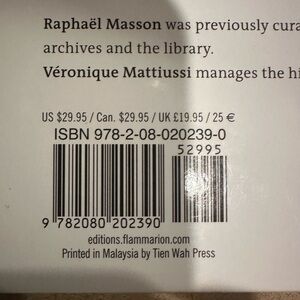 Raphaël Masson was previously cura
archives and the library.
Véronique Mattiussi manages the hi
US $29.95 / Can. $29.95 / UK £19.95 / 25 €
ISBN 978-2-08-020239-0
52995
9 782080 202390
editions.flammarion.com
Printed in Malaysia by Tien Wah Press